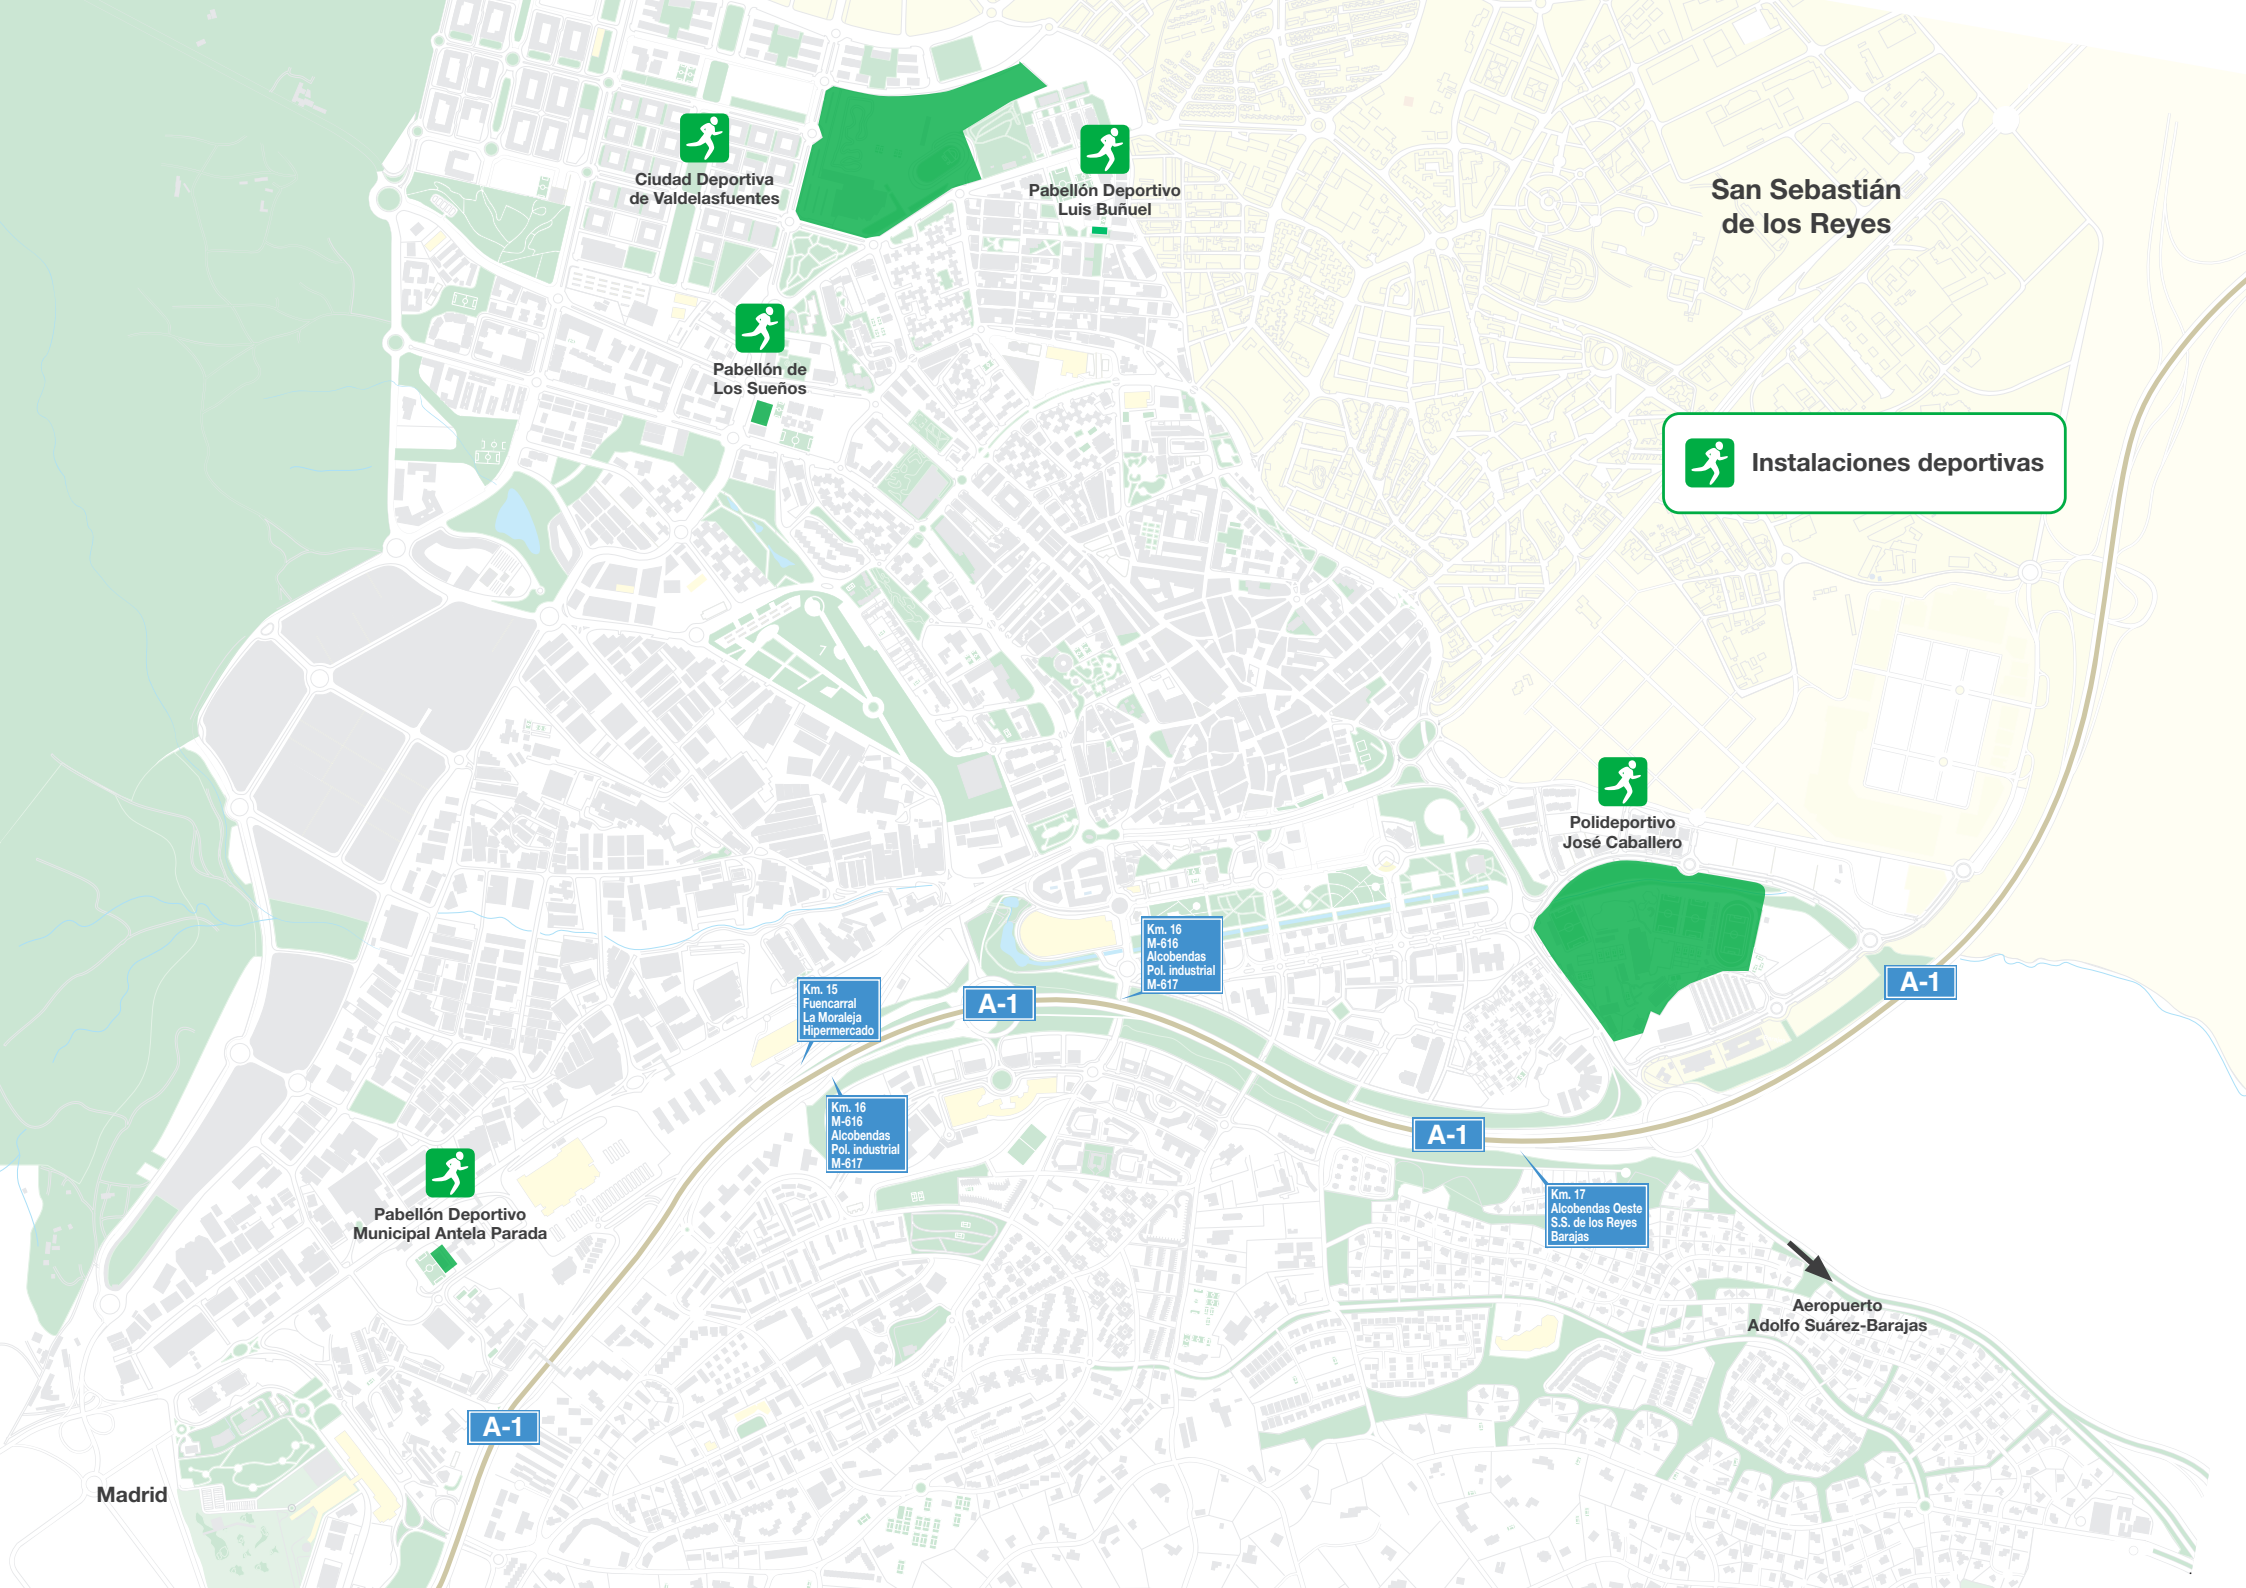 Ciudad Deportiva
de Valdelasfuentes
Pabellón Deportivo
Luis Buñuel
San Sebastián
de los Reyes
Pabellón de
Los Sueños
Instalaciones deportivas
Polideportivo
José Caballero
Km. 16
M-616
Alcobendas
Pol. industrial
M-617
Km. 15
Fuencarral
La Moraleja
Hipermercado
A-1
A-1
Km. 16
M-616
Alcobendas
Pol. industrial
M-617
A-1
Km. 17
Alcobendas Oeste
S.S. de los Reyes
Barajas
Pabellón Deportivo
Municipal Antela Parada
Aeropuerto
Adolfo Suárez-Barajas
A-1
Madrid